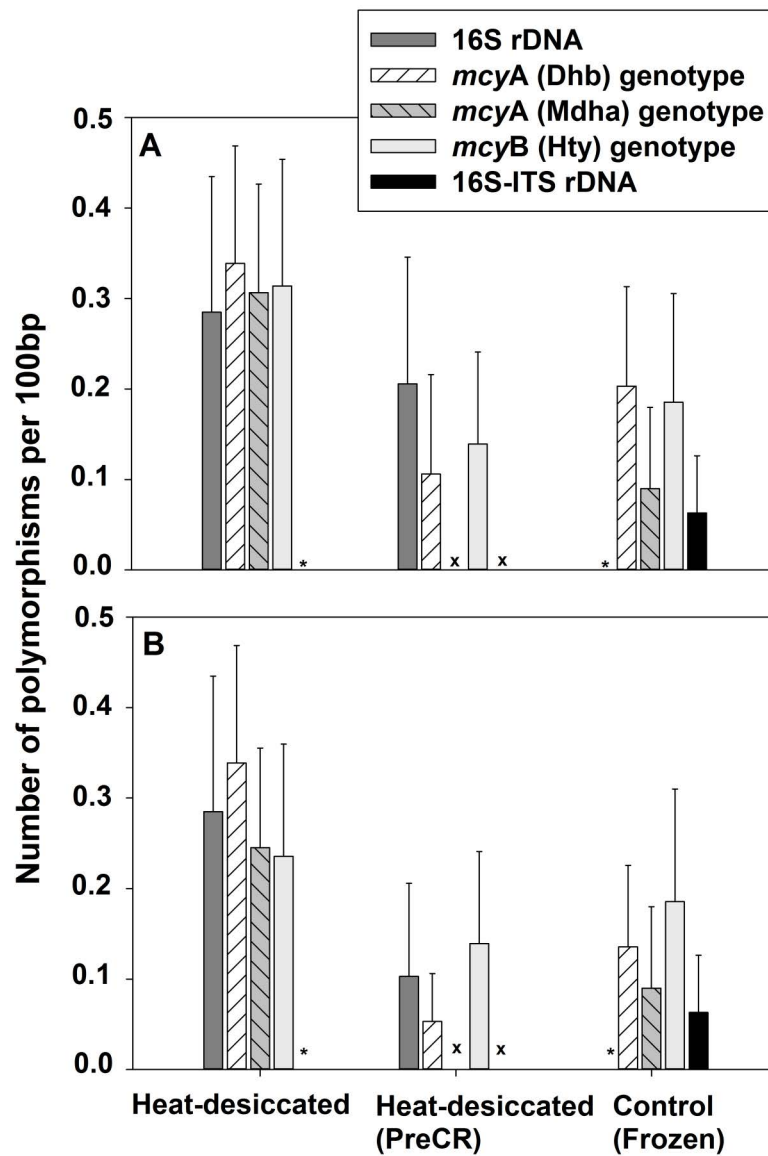 16S rDNA
mcyA (Dhb) genotype
mcyA (Mdha) genotype
mcyB (Hty) genotype
16S-ITS rDNA
Number of polymorphisms per 100bp
A
0.5
0.4
0.3
0.2
0.1
0.0
* x x *
B
0.5
0.4
0.3
0.2
0.1
0.0
* x x *
Heat-desiccated
Heat-desiccated
(PreCR)
Control
(Frozen)